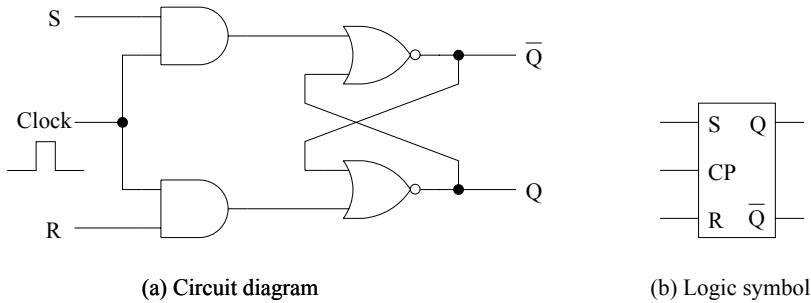 S
Q̅
Clock
Q
R
(a) Circuit diagram
S Q
CP
R Q̅
(b) Logic symbol